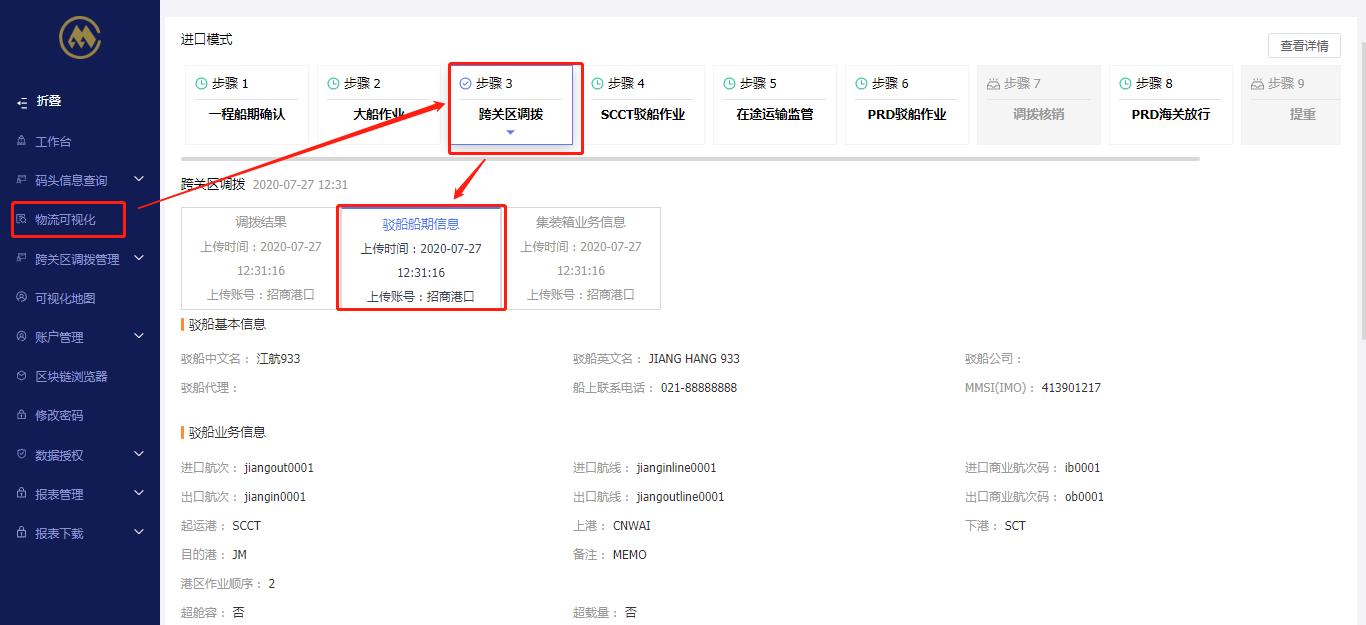 折叠
工作台
码头信息查询
物流可视化
跨关区调拨管理
可视化地图
账户管理
区块链浏览器
修改密码
数据授权
报表管理
报表下载
进口模式
查看详情
步骤 1
一程船期确认
步骤 2
大船作业
步骤 3
跨关区调拨
步骤 4
SCCT驳船作业
步骤 5
在途运输监管
步骤 6
PRD驳船作业
步骤 7
调拨核销
步骤 8
PRD海关放行
步骤 9
提重
跨关区调拨 2020-07-27 12:31
调拨结果
上传时间：2020-07-27
12:31:16
上传账号：招商港口
驳船船期信息
上传时间：2020-07-27
12:31:16
上传账号：招商港口
集装箱业务信息
上传时间：2020-07-27
12:31:16
上传账号：招商港口
驳船基本信息
驳船中文名： 江航933 驳船英文名： JIANG HANG 933 驳船公司：
驳船代理： 船上联系电话： 021-88888888 MMSI(IMO)： 413901217
驳船业务信息
进口航次： jiangout0001 进口航线： jianginline0001 进口商业航次码： ib0001
出口航次： jiangin0001 出口航线： jiangoutline0001 出口商业航次码： ob0001
起运港： SCCT 上港： CNWAI 下港： SCT
目的港： JM 备注： MEMO
港区作业顺序： 2
超舱容： 否 超载量： 否